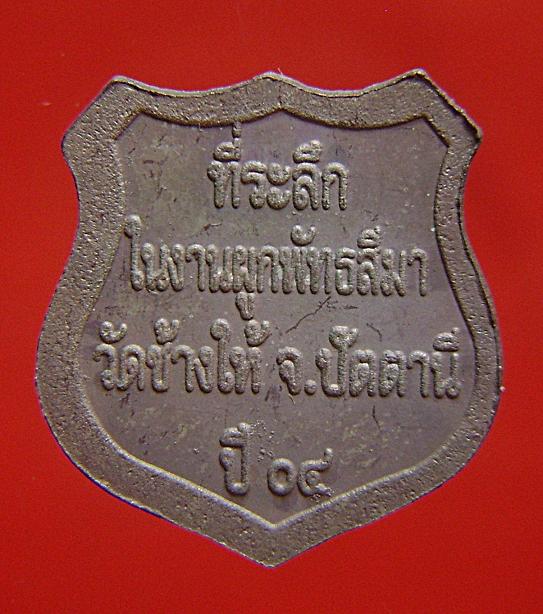 ที่ระลึก
ในงานผูกพัทธสีมา
วัดช้างให้ จ.ปัตตานี
ปี ๐๔